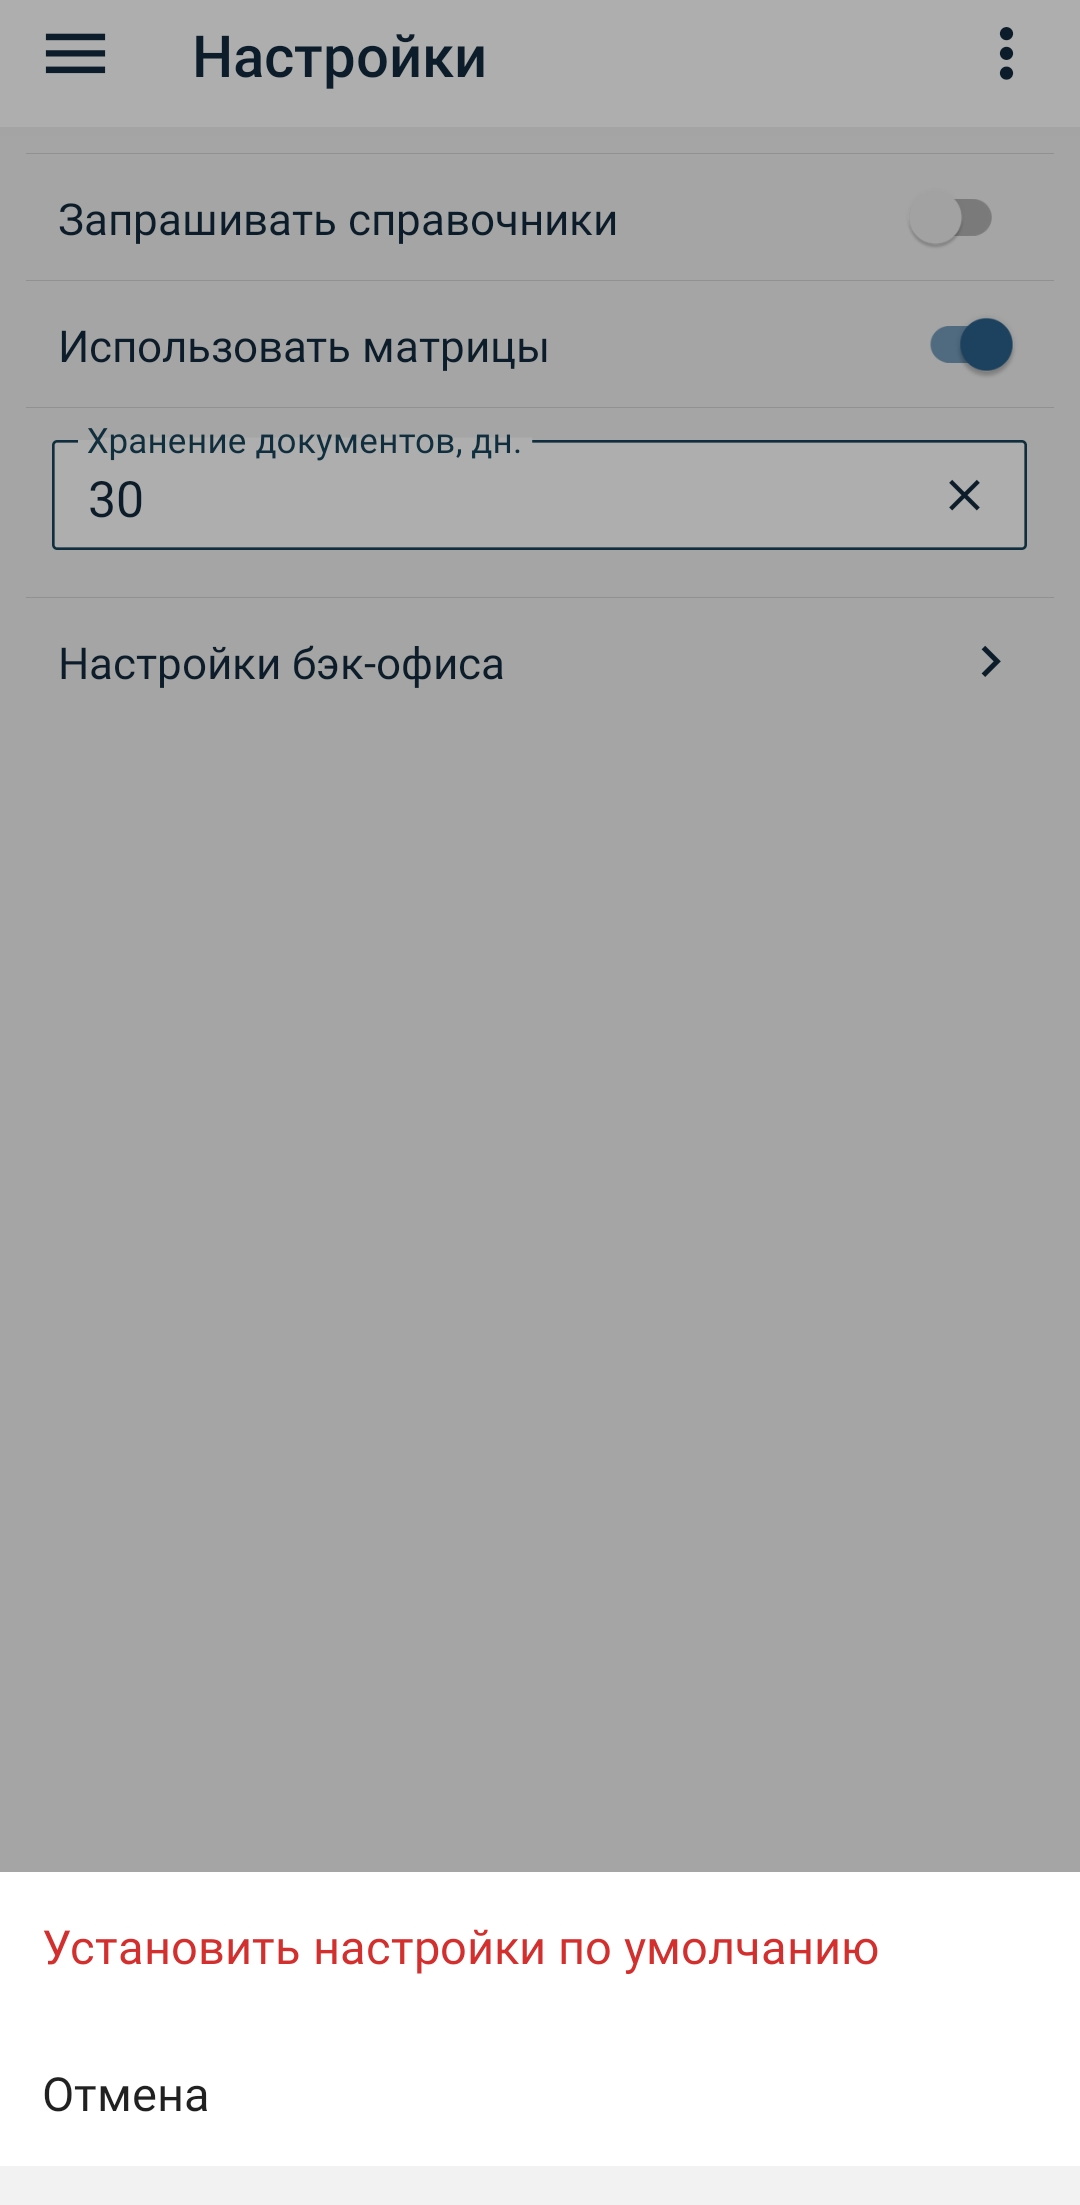 Настройки
Запрашивать справочники
Использовать матрицы
Хранение документов, дн.
30
Настройки бэк-офиса
Установить настройки по умолчанию
Отмена